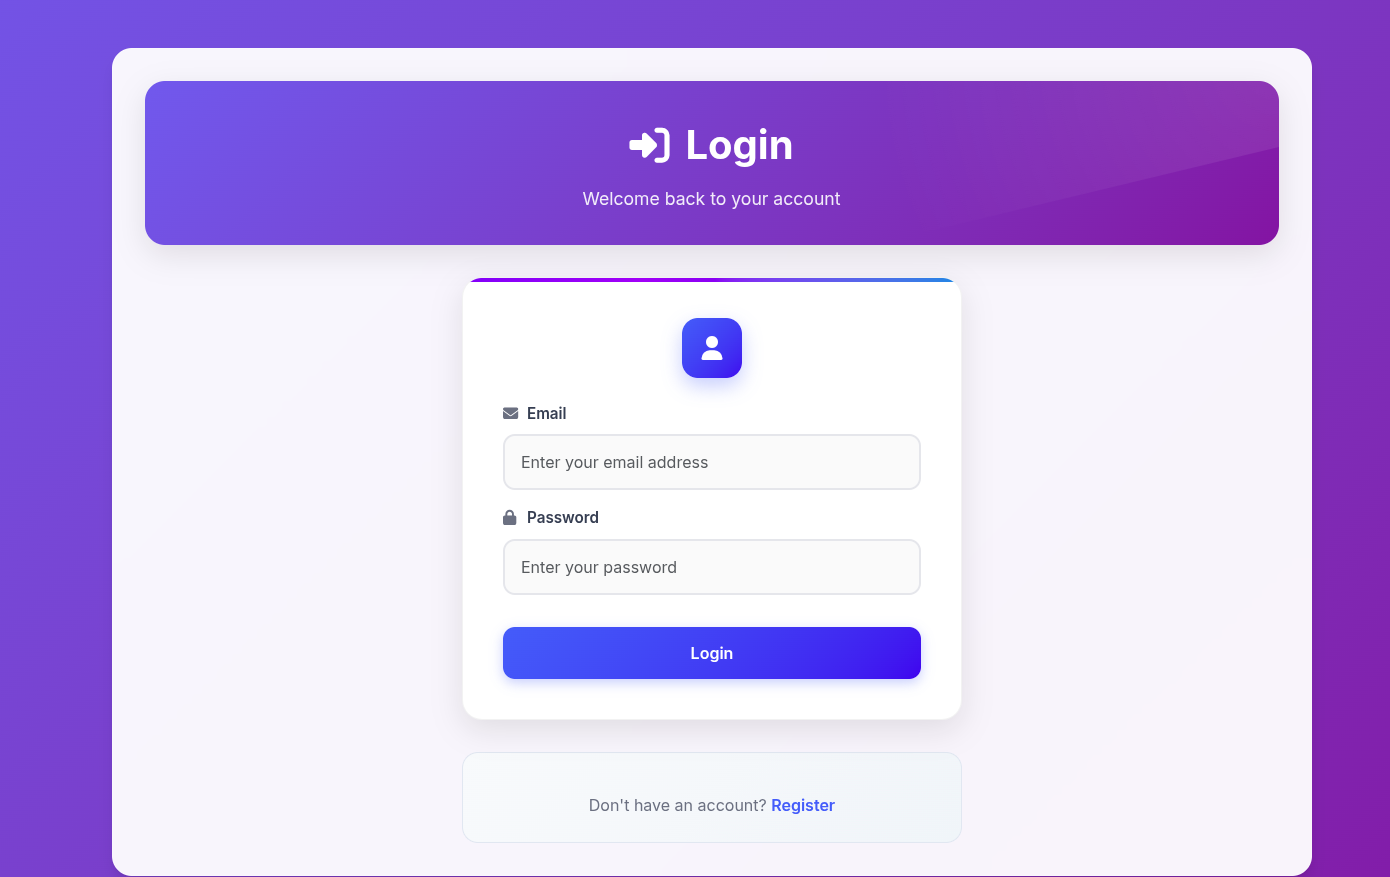 Login
Welcome back to your account
Email
Enter your email address
Password
Enter your password
Login
Don't have an account? Register